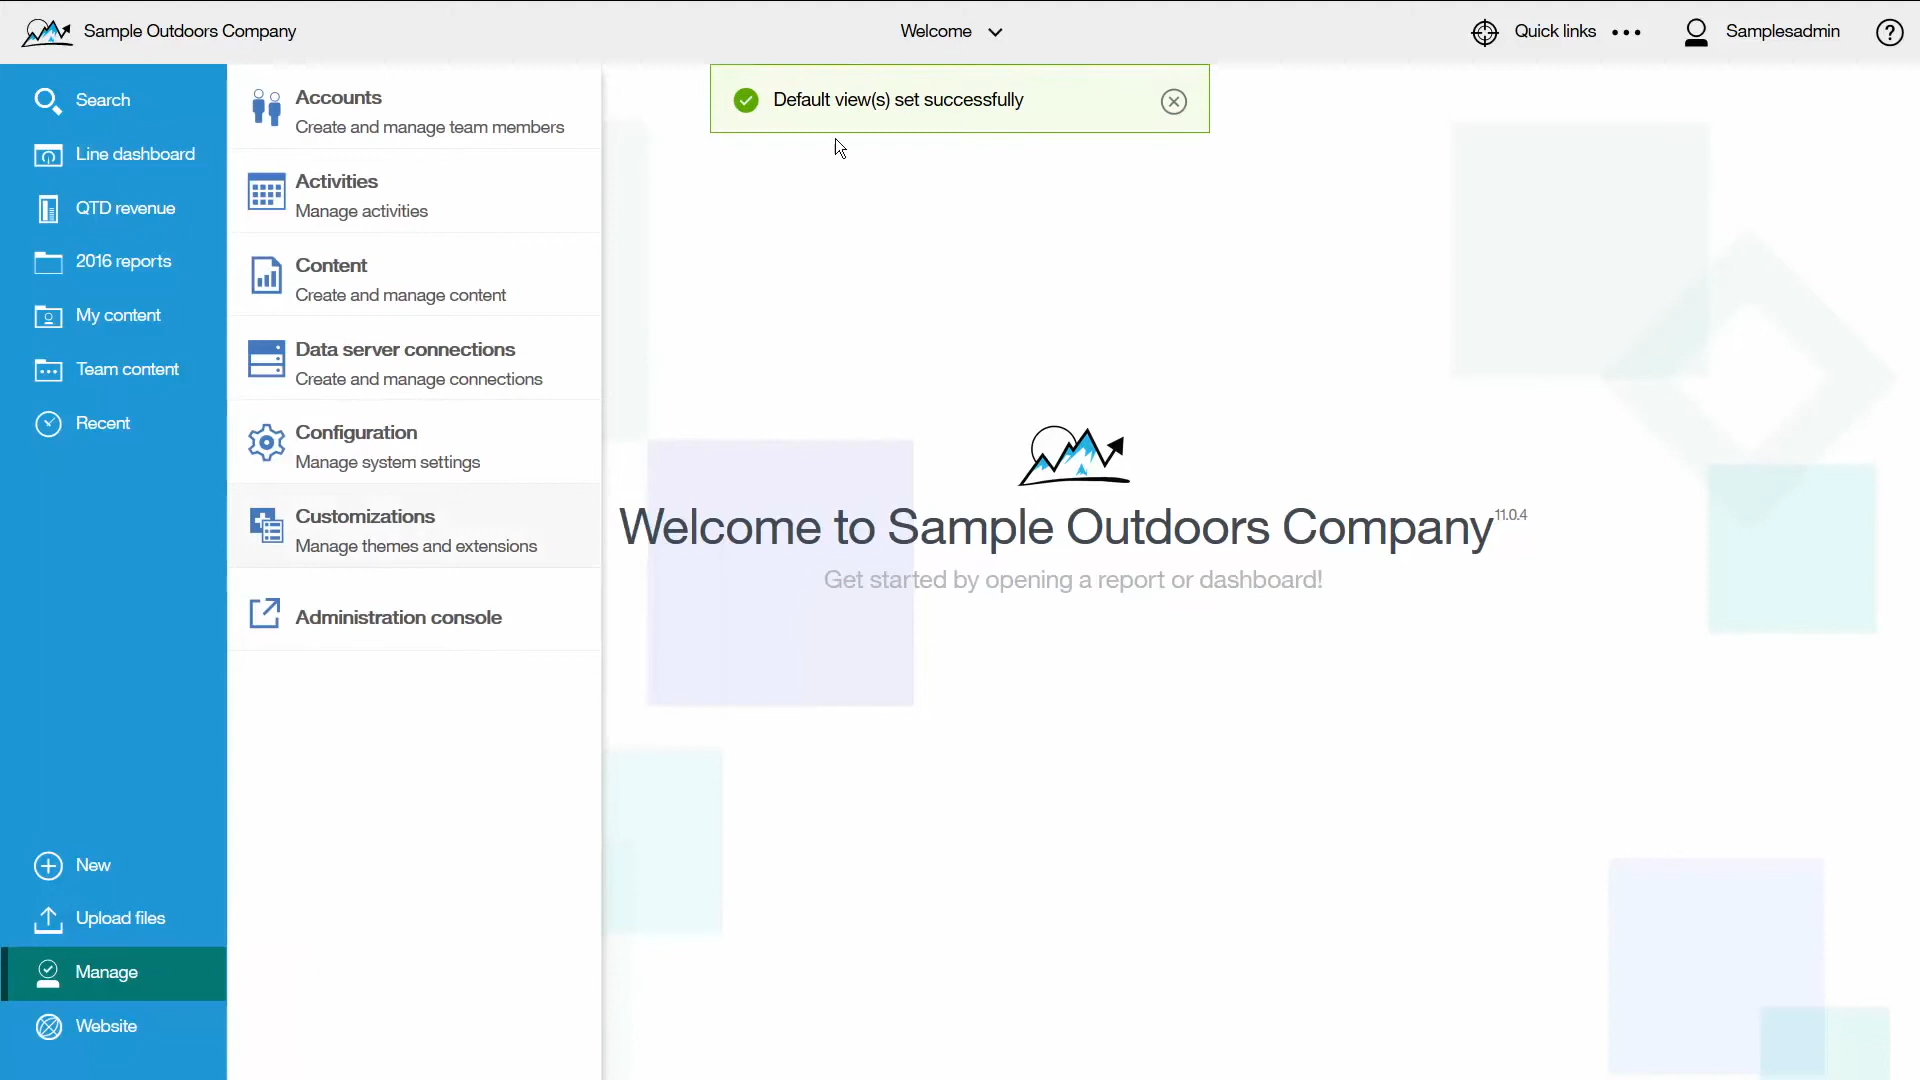 Sample Outdoors Company
Welcome
Quick links
Samplesadmin
Search
Line dashboard
QTD revenue
2016 reports
My content
Team content
Recent
New
Upload files
Manage
Website
Accounts
Create and manage team members
Activities
Manage activities
Content
Create and manage content
Data server connections
Create and manage connections
Configuration
Manage system settings
Customizations
Manage themes and extensions
Administration console
Default view(s) set successfully
Welcome to Sample Outdoors Company 11.0.4
Get started by opening a report or dashboard!